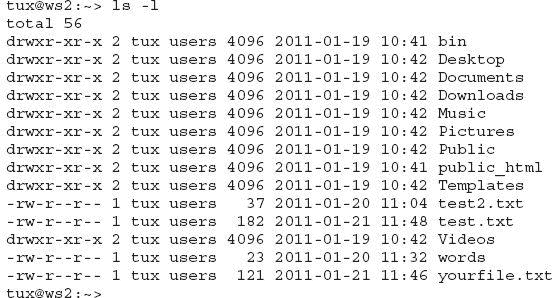 tux@ws2:~> ls -l
total 56
drwxr-xr-x 2 tux users 4096 2011-01-19 10:41 bin
drwxr-xr-x 2 tux users 4096 2011-01-19 10:42 Desktop
drwxr-xr-x 2 tux users 4096 2011-01-19 10:42 Documents
drwxr-xr-x 2 tux users 4096 2011-01-19 10:42 Downloads
drwxr-xr-x 2 tux users 4096 2011-01-19 10:42 Music
drwxr-xr-x 2 tux users 4096 2011-01-19 10:42 Pictures
drwxr-xr-x 2 tux users 4096 2011-01-19 10:42 Public
drwxr-xr-x 2 tux users 4096 2011-01-19 10:41 public_html
drwxr-xr-x 2 tux users 4096 2011-01-19 10:42 Templates
-rw-r--r-- 1 tux users   37 2011-01-20 11:04 test2.txt
-rw-r--r-- 1 tux users  182 2011-01-21 11:48 test.txt
drwxr-xr-x 2 tux users 4096 2011-01-19 10:42 Videos
-rw-r--r-- 1 tux users   23 2011-01-20 11:32 words
-rw-r--r-- 1 tux users  121 2011-01-21 11:46 yourfile.txt
tux@ws2:~>